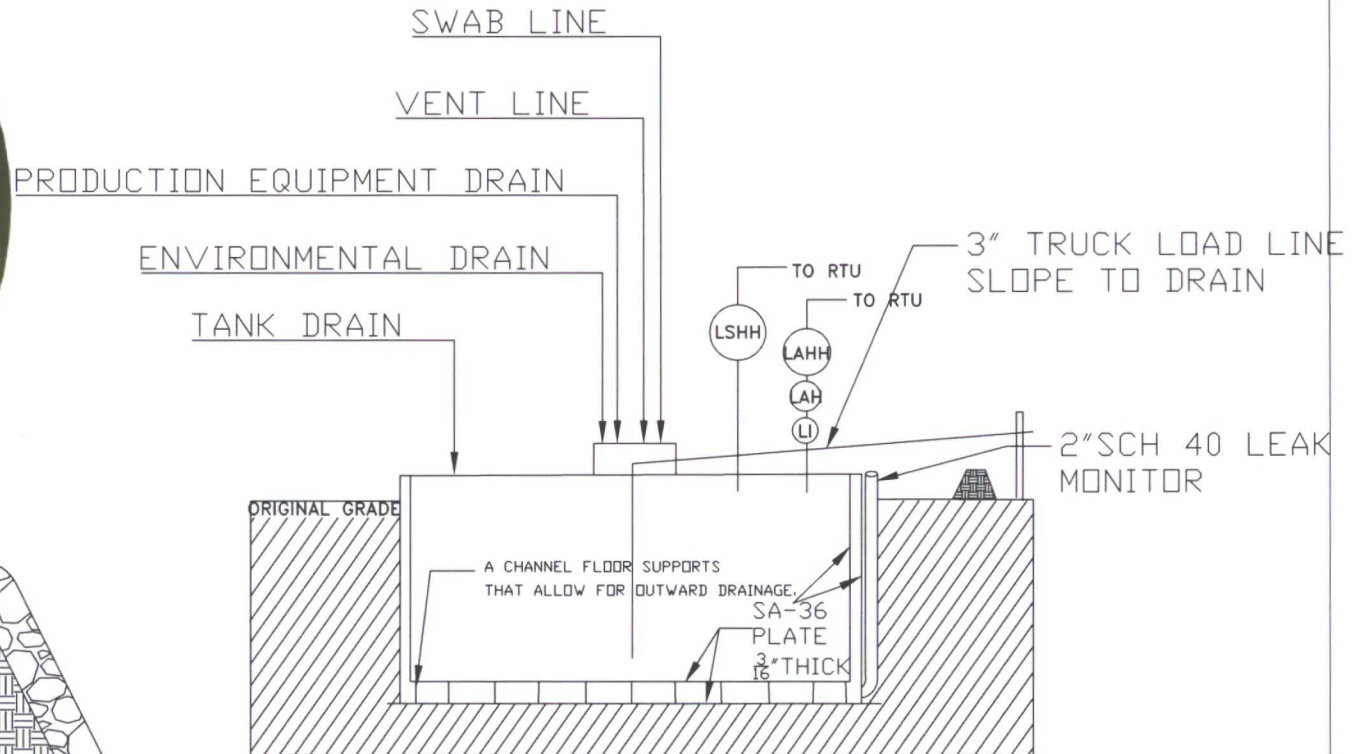 SWAB LINE
VENT LINE
PRODUCTION EQUIPMENT DRAIN
ENVIRONMENTAL DRAIN
TANK DRAIN
3" TRUCK LOAD LINE
SLOPE TO DRAIN
TO RTU
TO RTU
LSHH
LAHH
LAH
LI
2"SCH 40 LEAK
MONITOR
ORIGINAL GRADE
A CHANNEL FLOOR SUPPORTS
THAT ALLOW FOR OUTWARD DRAINAGE.
SA-36
PLATE
3/16"THICK